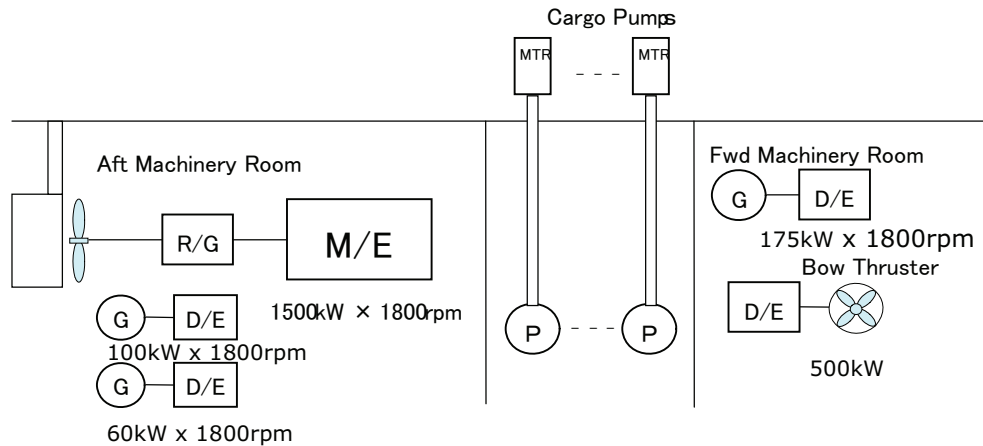 Cargo Pumps
MTR
MTR
Aft Machinery Room
R/G
M/E
1500kW × 1800rpm
G
D/E
100kW x 1800rpm
G
D/E
60kW x 1800rpm
P
P
Fwd Machinery Room
G
D/E
175kW x 1800rpm
Bow Thruster
D/E
500kW